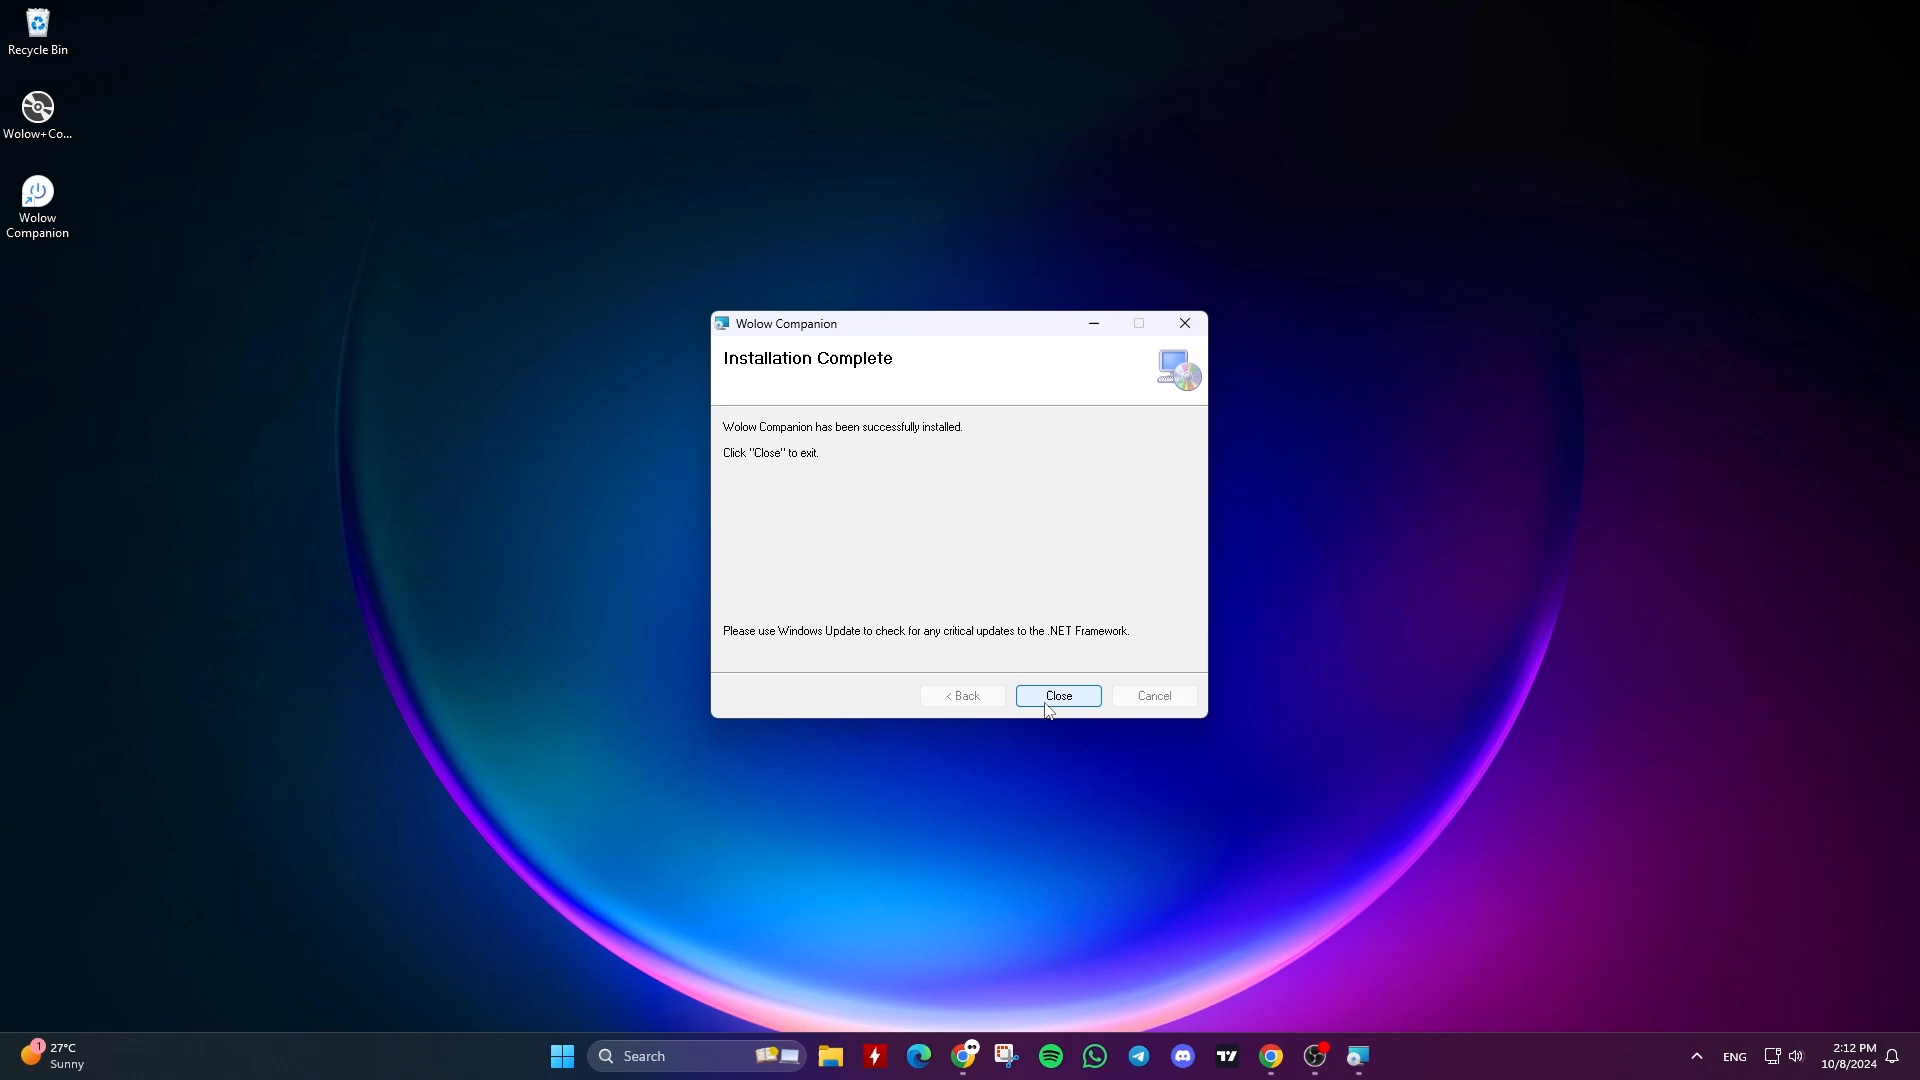 Recycle Bin
Wolow+Co...
Wolow
Companion
Wolow Companion
Installation Complete
Wolow Companion has been successfully installed.
Click "Close" to exit.
Please use Windows Update to check for any critical updates to the .NET Framework.
< Back
Close
Cancel
1
27°C
Sunny
Search
ENG
2:12 PM
10/8/2024